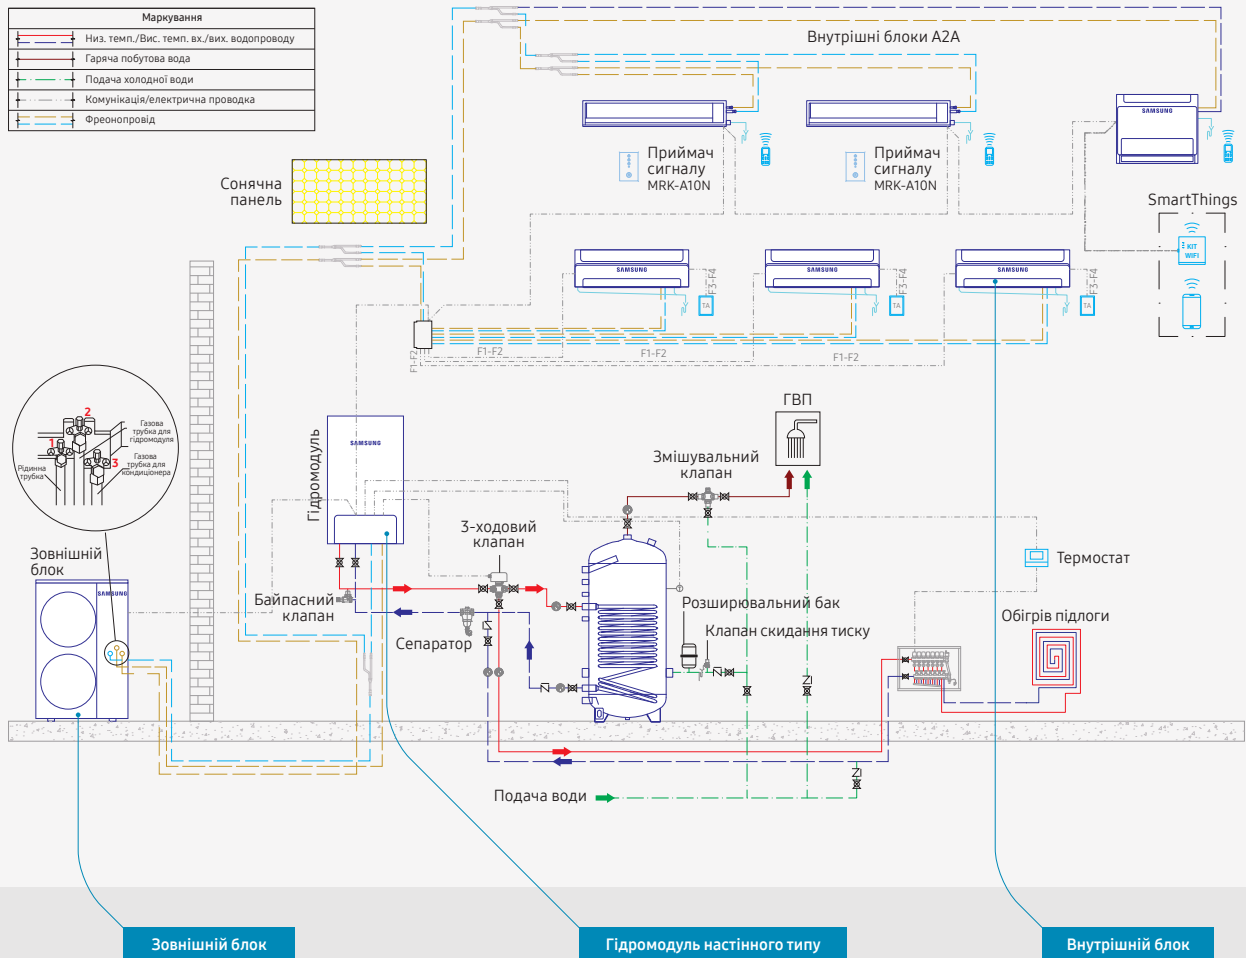 Маркування
Низ. темп./Вис. темп. вх./вих. водопроводу
Гаряча побутова вода
Подача холодної води
Комунікація/електрична проводка
Фреонопровід
Внутрішні блоки A2A
SAMSUNG
Приймач
сигналу
MRK-A10N
Приймач
сигналу
MRK-A10N
Сонячна
панель
SmartThings
KIT
WIFI
SAMSUNG
SAMSUNG
SAMSUNG
F3-F4
F3-F4
F3-F4
TA
TA
TA
F1-F2
F1-F2
F1-F2
F1-F2
1
2
3
Газова
трубка для
гідромодуля
Газова
трубка для
кондиціонера
Рідинна
трубка
Гідромодуль
SAMSUNG
ГВП
Змішувальний
клапан
3-ходовий
клапан
Зовнішній
блок
SAMSUNG
Байпасний
клапан
Сепаратор
Розширювальний бак
Клапан скидання тиску
Термостат
Обігрів підлоги
Подача води
Зовнішній блок
Гідромодуль настінного типу
Внутрішній блок